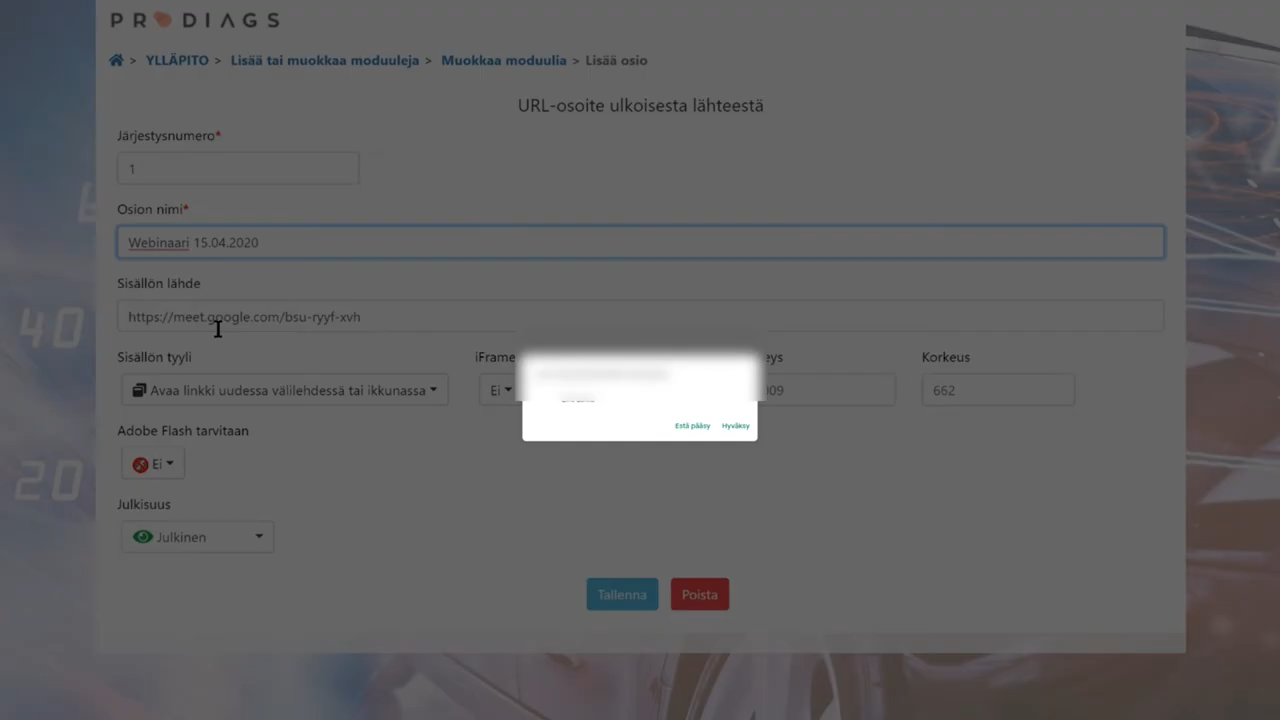 PRODIAGS
> YLLÄPITO > Lisää tai muokkaa moduuleja > Muokkaa moduulia > Lisää osio
URL-osoite ulkoisesta lähteestä
Järjestysnumero*
1
Osion nimi*
Webinaari 15.04.2020
Sisällön lähde
https://meet.google.com/bsu-ryyf-xvh
Sisällön tyyli
iFrame
Korkeus
Avaa linkki uudessa välilehdessä tai ikkunassa
Ei
662
Estä pääsy
Hyväksy
Adobe Flash tarvitaan
Ei
Julkisuus
Julkinen
Tallenna
Poista
40
20